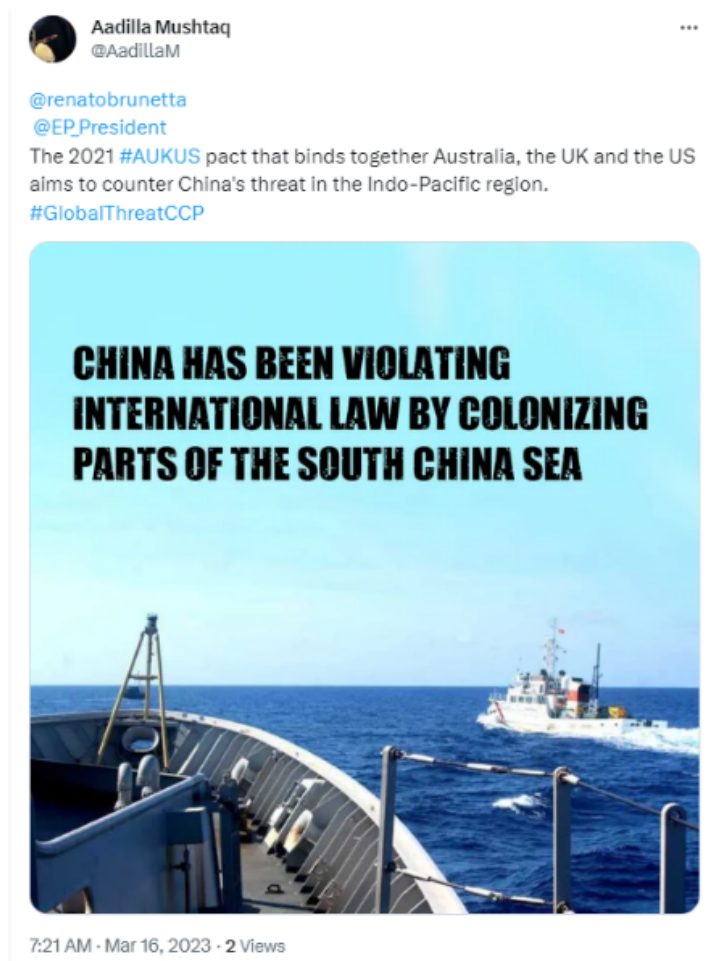 Aadilla Mushtaq
@AadillaM
@renatobrunetta
@EP_President
The 2021 #AUKUS pact that binds together Australia, the UK and the US
aims to counter China's threat in the Indo-Pacific region.
#GlobalThreatCCP
CHINA HAS BEEN VIOLATING
INTERNATIONAL LAW BY COLONIZING
PARTS OF THE SOUTH CHINA SEA
7:21 AM · Mar 16, 2023 · 2 Views